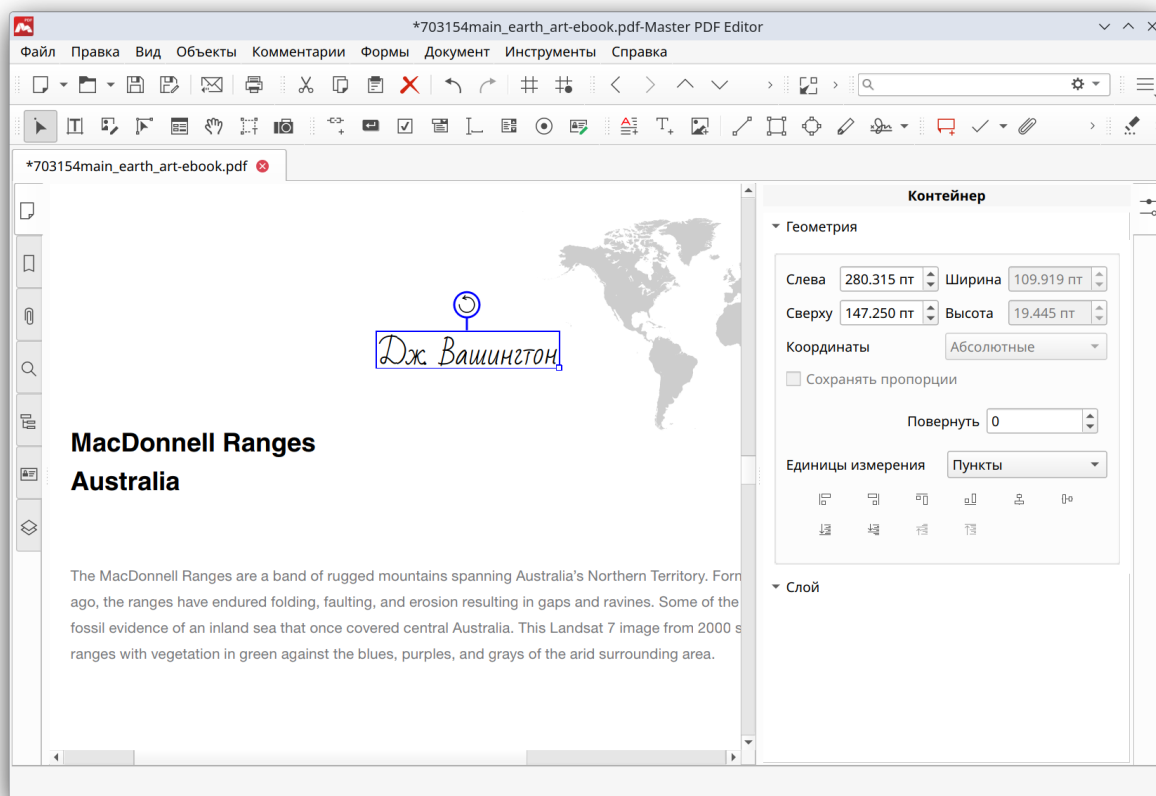 *703154main_earth_art-ebook.pdf-Master PDF Editor
Файл Правка Вид Объекты Комментарии Формы Документ Инструменты Справка
*703154main_earth_art-ebook.pdf
Дж. Вашингтон
MacDonnell Ranges
Australia
The MacDonnell Ranges are a band of rugged mountains spanning Australia's Northern Territory. Form
ago, the ranges have endured folding, faulting, and erosion resulting in gaps and ravines. Some of the
fossil evidence of an inland sea that once covered central Australia. This Landsat 7 image from 2000 s
ranges with vegetation in green against the blues, purples, and grays of the arid surrounding area.
Контейнер
Геометрия
Слева 280.315 пт Ширина 109.919 пт
Сверху 147.250 пт Высота 19.445 пт
Координаты Абсолютные
Сохранять пропорции
Повернуть 0
Единицы измерения Пункты
Слой